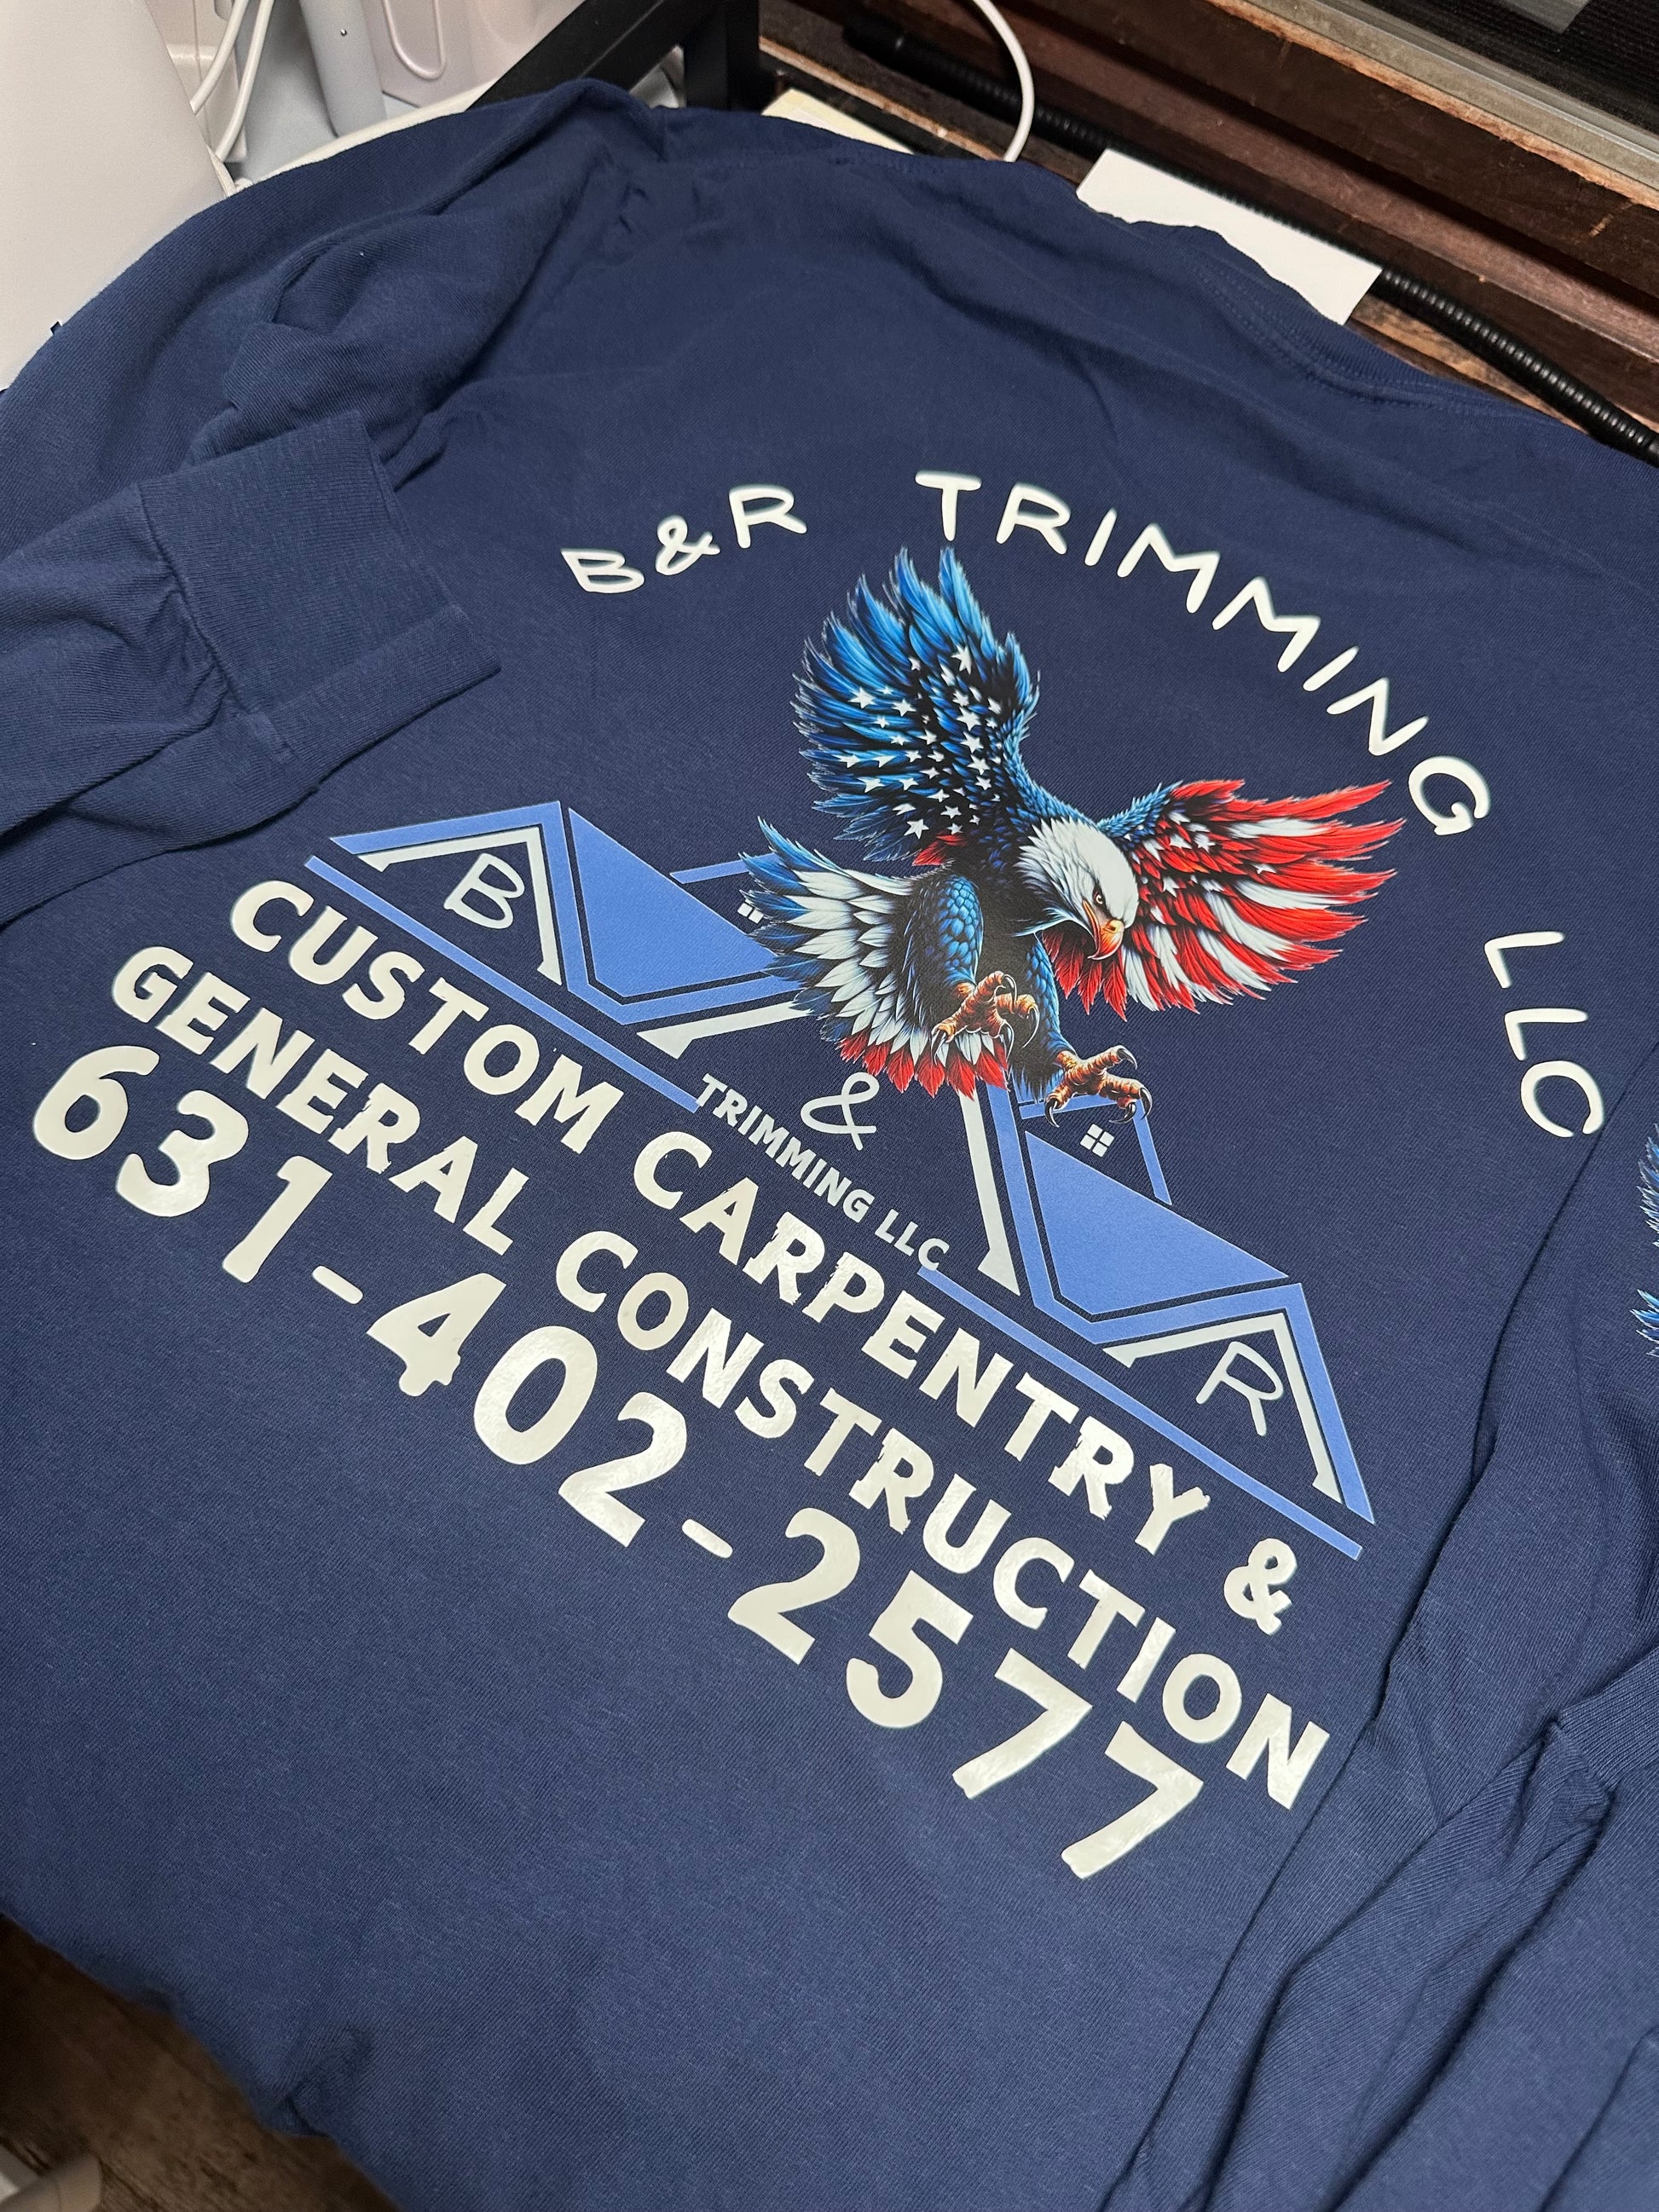 B&R TRIMMING LLC
B
&
R
TRIMMING LLC
CUSTOM CARPENTRY &
GENERAL CONSTRUCTION
631-402-2577